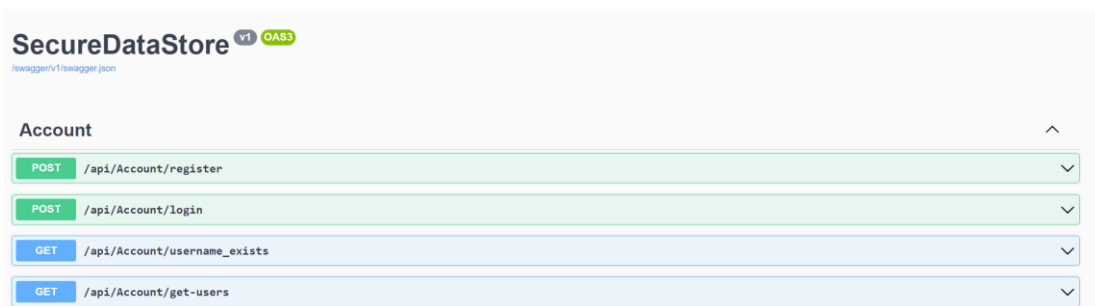 SecureDataStore v1 OAS3
/swagger/v1/swagger.json
Account
POST /api/Account/register
POST /api/Account/login
GET /api/Account/username_exists
GET /api/Account/get-users